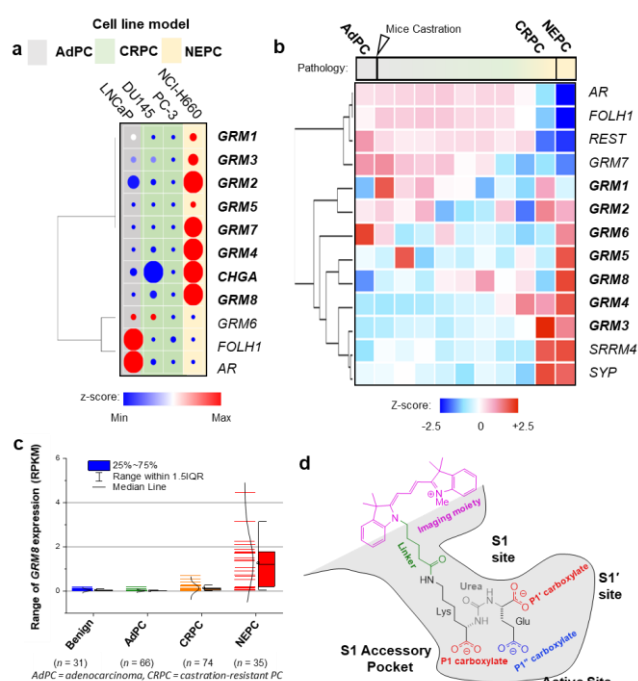 a
Cell line model
AdPC CRPC NEPC
LNCaP
DU145
PC-3
NCI-H660
GRM1
GRM3
GRM2
GRM5
GRM7
GRM4
CHGA
GRM8
GRM6
FOLH1
AR
z-score:
Min Max
b
AdPC
Mice Castration
CRPC
NEPC
Pathology:
AR
FOLH1
REST
GRM7
GRM1
GRM2
GRM6
GRM5
GRM8
GRM4
GRM3
SRRM4
SYP
Z-score:
-2.5 0 +2.5
c
Range of GRM8 expression (RPKM)
25%~75%
Range within 1.5IQR
Median Line
4
2
0
Benign
AdPC
CRPC
NEPC
(n = 31) (n = 66) (n = 74) (n = 35)
AdPC = adenocarcinoma, CRPC = castration-resistant PC
d
N
⊕N
Me
Imaging moiety
N
Linker
O
HN
S1
site
S1′
site
Urea
Lys
HN
NH
O
Glu
P1′ carboxylate
P1 carboxylate
P1″ carboxylate
S1 Accessory
Pocket
Active Site